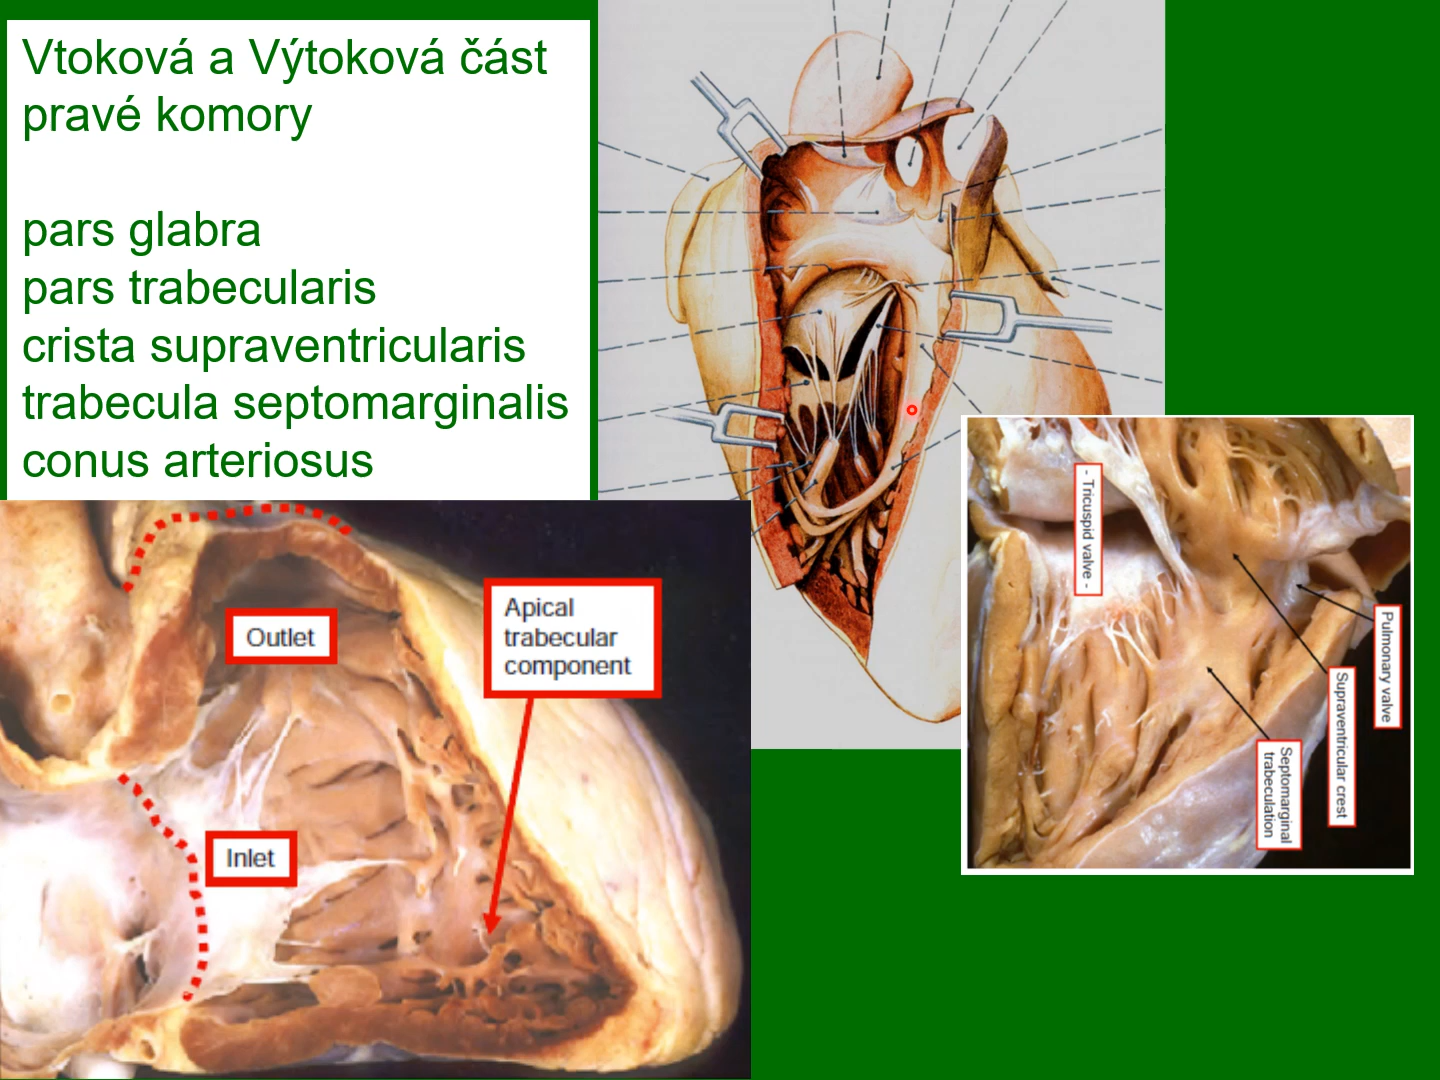 Vtoková a Výtoková část
pravé komory
pars glabra
pars trabecularis
crista supraventricularis
trabecula septomarginalis
conus arteriosus
Outlet
Apical
trabecular
component
Inlet
- Tricuspid valve -
Pulmonary valve
Supraventricular crest
Septomarginal
trabeculation